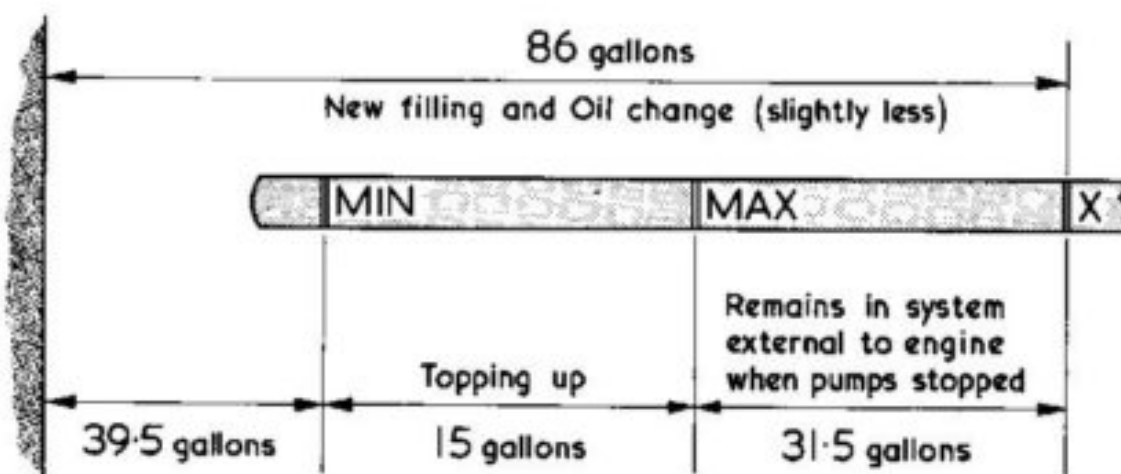 86 gallons
New filling and Oil change (slightly less)
MIN MAX X
Remains in system
external to engine
when pumps stopped
Topping up
39·5 gallons 15 gallons 31·5 gallons